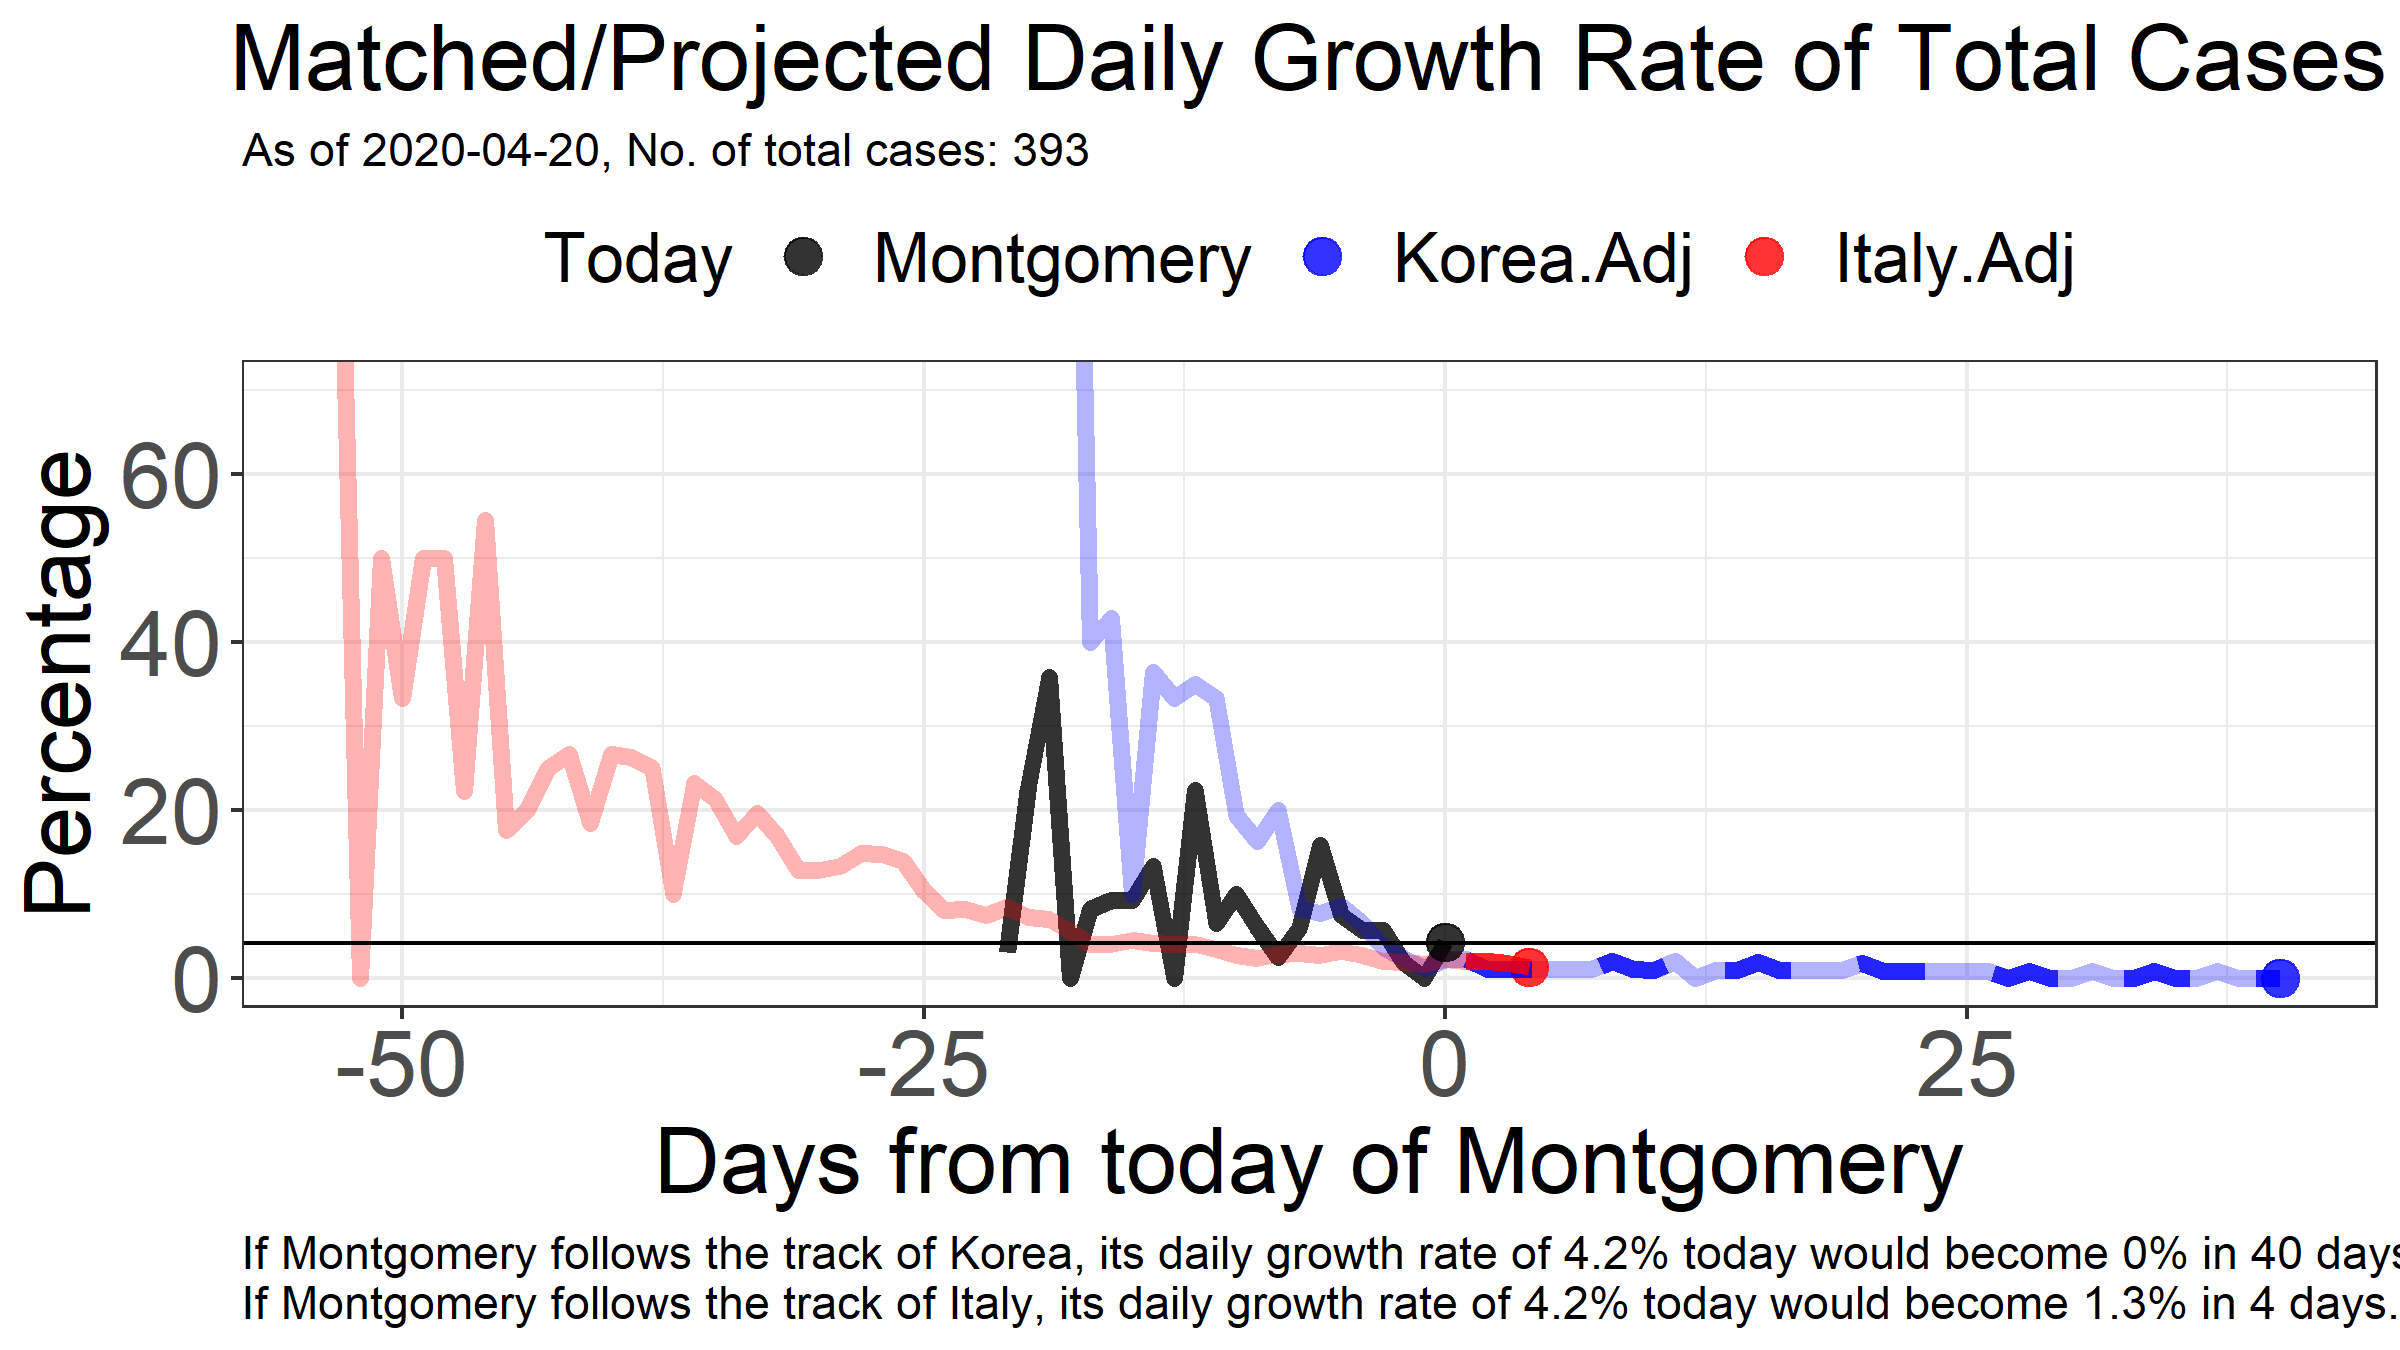 Matched/Projected Daily Growth Rate of Total Cases
As of 2020-04-20, No. of total cases: 393
Today Montgomery Korea.Adj Italy.Adj
Percentage
60
40
20
0
-50 -25 0 25
Days from today of Montgomery
If Montgomery follows the track of Korea, its daily growth rate of 4.2% today would become 0% in 40 days
If Montgomery follows the track of Italy, its daily growth rate of 4.2% today would become 1.3% in 4 days.